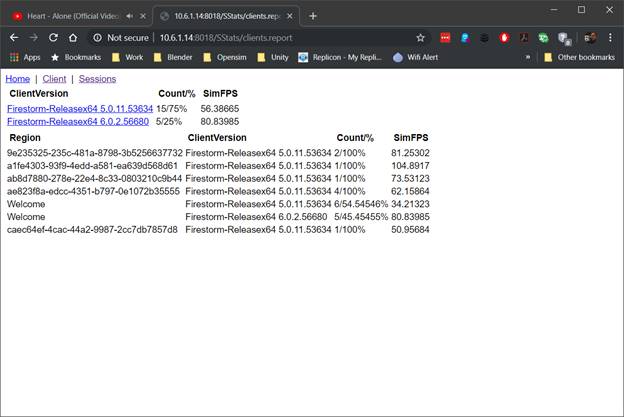 Heart - Alone (Official Video)
10.6.1.14:8018/SStats/clients.rep
Not secure | 10.6.1.14:8018/SStats/clients.report
Apps Bookmarks Work Blender Opensim Unity Replicon - My Repli... Wifi Alert » Other bookmarks
Home | Client | Sessions
ClientVersion Count/% SimFPS
Firestorm-Releasex64 5.0.11.53634 15/75% 56.38665
Firestorm-Releasex64 6.0.2.56680 5/25% 80.83985
Region ClientVersion Count/% SimFPS
9e235325-235c-481a-8798-3b5256637732 Firestorm-Releasex64 5.0.11.53634 2/100% 81.25302
a1fe4303-93f9-4edd-a581-ea639d568d61 Firestorm-Releasex64 5.0.11.53634 1/100% 104.8917
ab8d7880-278e-22e4-8c33-0803210c9b44 Firestorm-Releasex64 5.0.11.53634 1/100% 73.53123
ae823f8a-edcc-4351-b797-0e1072b35555 Firestorm-Releasex64 5.0.11.53634 4/100% 62.15864
Welcome Firestorm-Releasex64 5.0.11.53634 6/54.54546% 34.21323
Welcome Firestorm-Releasex64 6.0.2.56680 5/45.45455% 80.83985
caec64ef-4cac-44a2-9987-2cc7db7857d8 Firestorm-Releasex64 5.0.11.53634 1/100% 50.95684